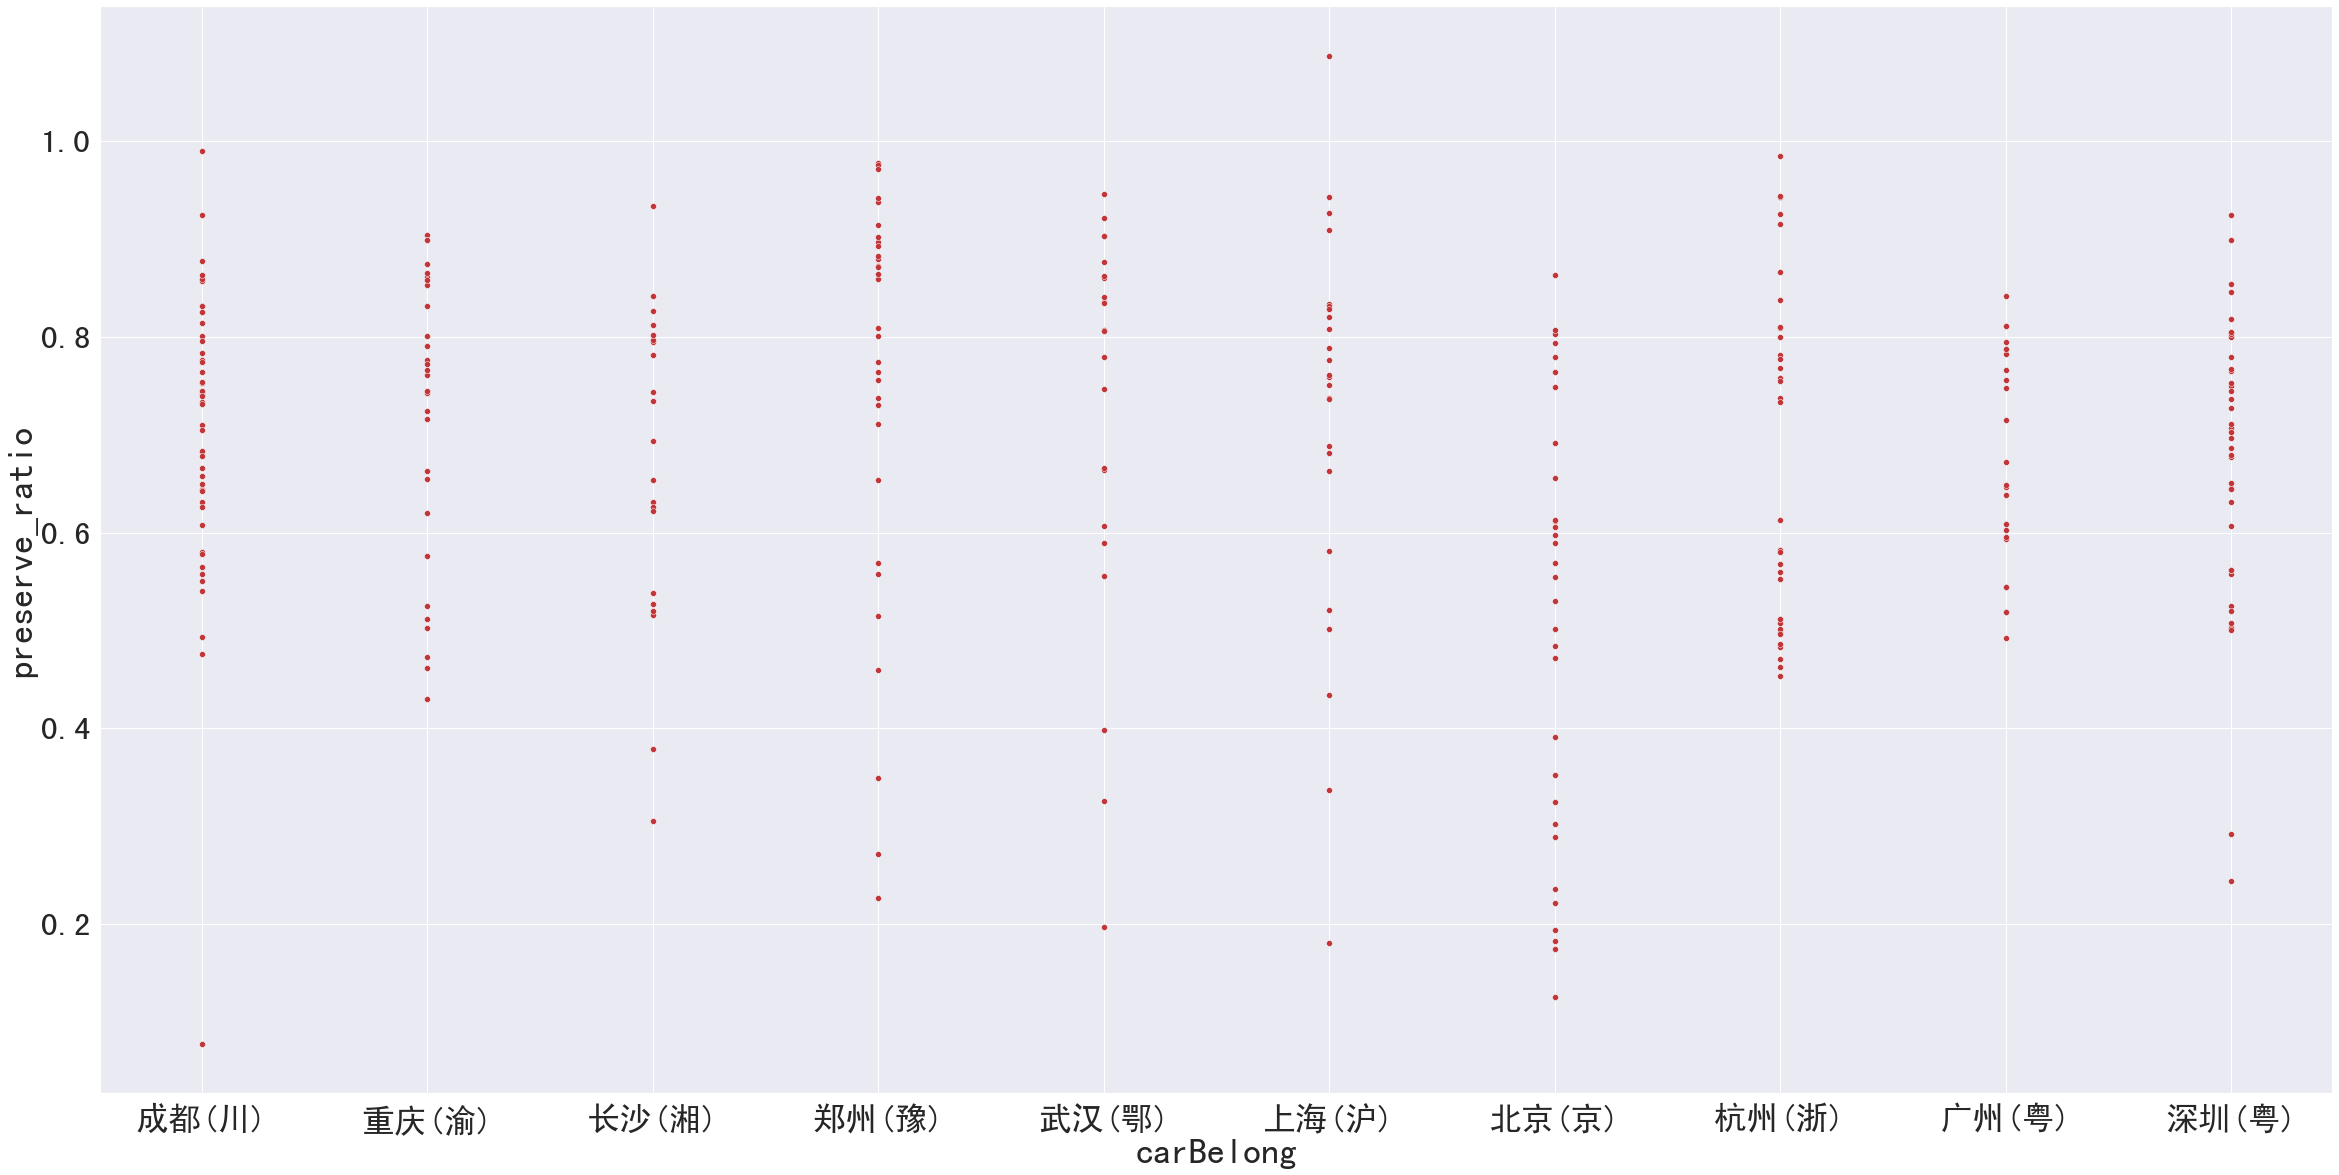 preserve_ratio
1.0
0.8
0.6
0.4
0.2
成都(川) 重庆(渝) 长沙(湘) 郑州(豫) 武汉(鄂) 上海(沪) 北京(京) 杭州(浙) 广州(粤) 深圳(粤)
carBelong